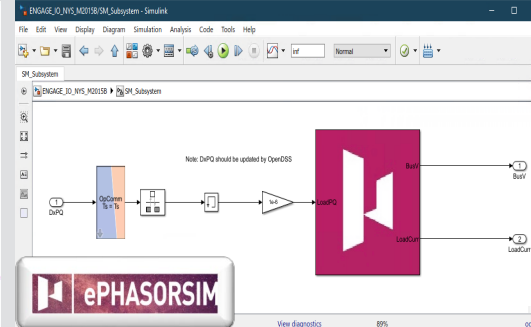 ENGAGE_IO_NYS_M2015B/SM_Subsystem - Simulink
File Edit View Display Diagram Simulation Analysis Code Tools Help
inf Normal
SM_Subsystem
ENGAGE_IO_NYS_M2015B SM_Subsystem
Note: DxPQ should be updated by OpenDSS
OpComm
Ts = Ts
1
DxPQ
1e-6
LoadPQ
BusV
LoadCurr
1
BusV
2
LoadCurr
ePHASORSIM
View diagnostics 89%